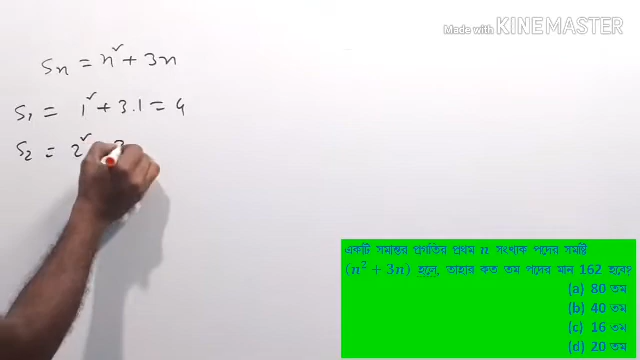 Made with KINEMASTER
Sn = n² + 3n
S₁ = 1² + 3.1 = 4
S₂ = 2²
একটি সমান্তর প্রগতির প্রথম n সংখ্যক পদের সমষ্টি
(n² + 3n) হলে, তাহার কত তম পদের মান 162 হবে?
(a) 80 তম
(b) 40 তম
(c) 16 তম
(d) 20 তম